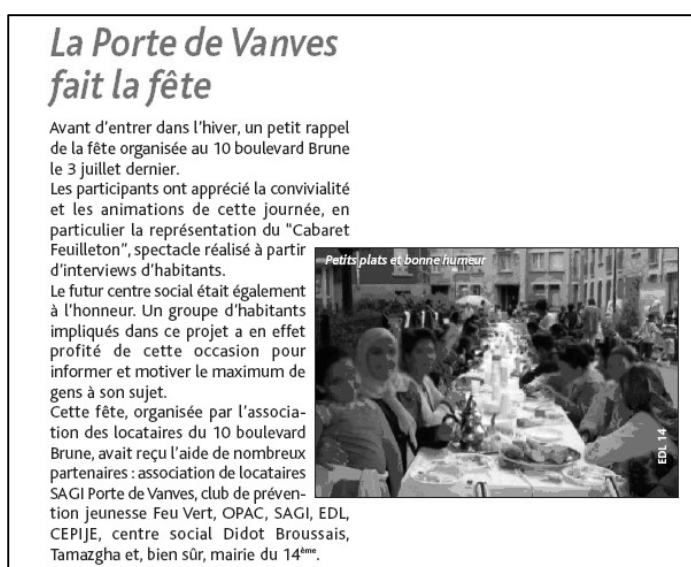 La Porte de Vanves
fait la fête
Avant d'entrer dans l'hiver, un petit rappel
de la fête organisée au 10 boulevard Brune
le 3 juillet dernier.
Les participants ont apprécié la convivialité
et les animations de cette journée, en
particulier la représentation du "Cabaret
Feuilleton", spectacle réalisé à partir
d'interviews d'habitants.
Le futur centre social était également
à l'honneur. Un groupe d'habitants
impliqués dans ce projet a en effet
profité de cette occasion pour
informer et motiver le maximum de
gens à son sujet.
Cette fête, organisée par l'associa-
tion des locataires du 10 boulevard
Brune, avait reçu l'aide de nombreux
partenaires : association de locataires
SAGI Porte de Vanves, club de préven-
tion jeunesse Feu Vert, OPAC, SAGI, EDL,
CEPIJE, centre social Didot Broussais,
Tamazgha et, bien sûr, mairie du 14ème.
Petits plats et bonne humeur
EDL 14